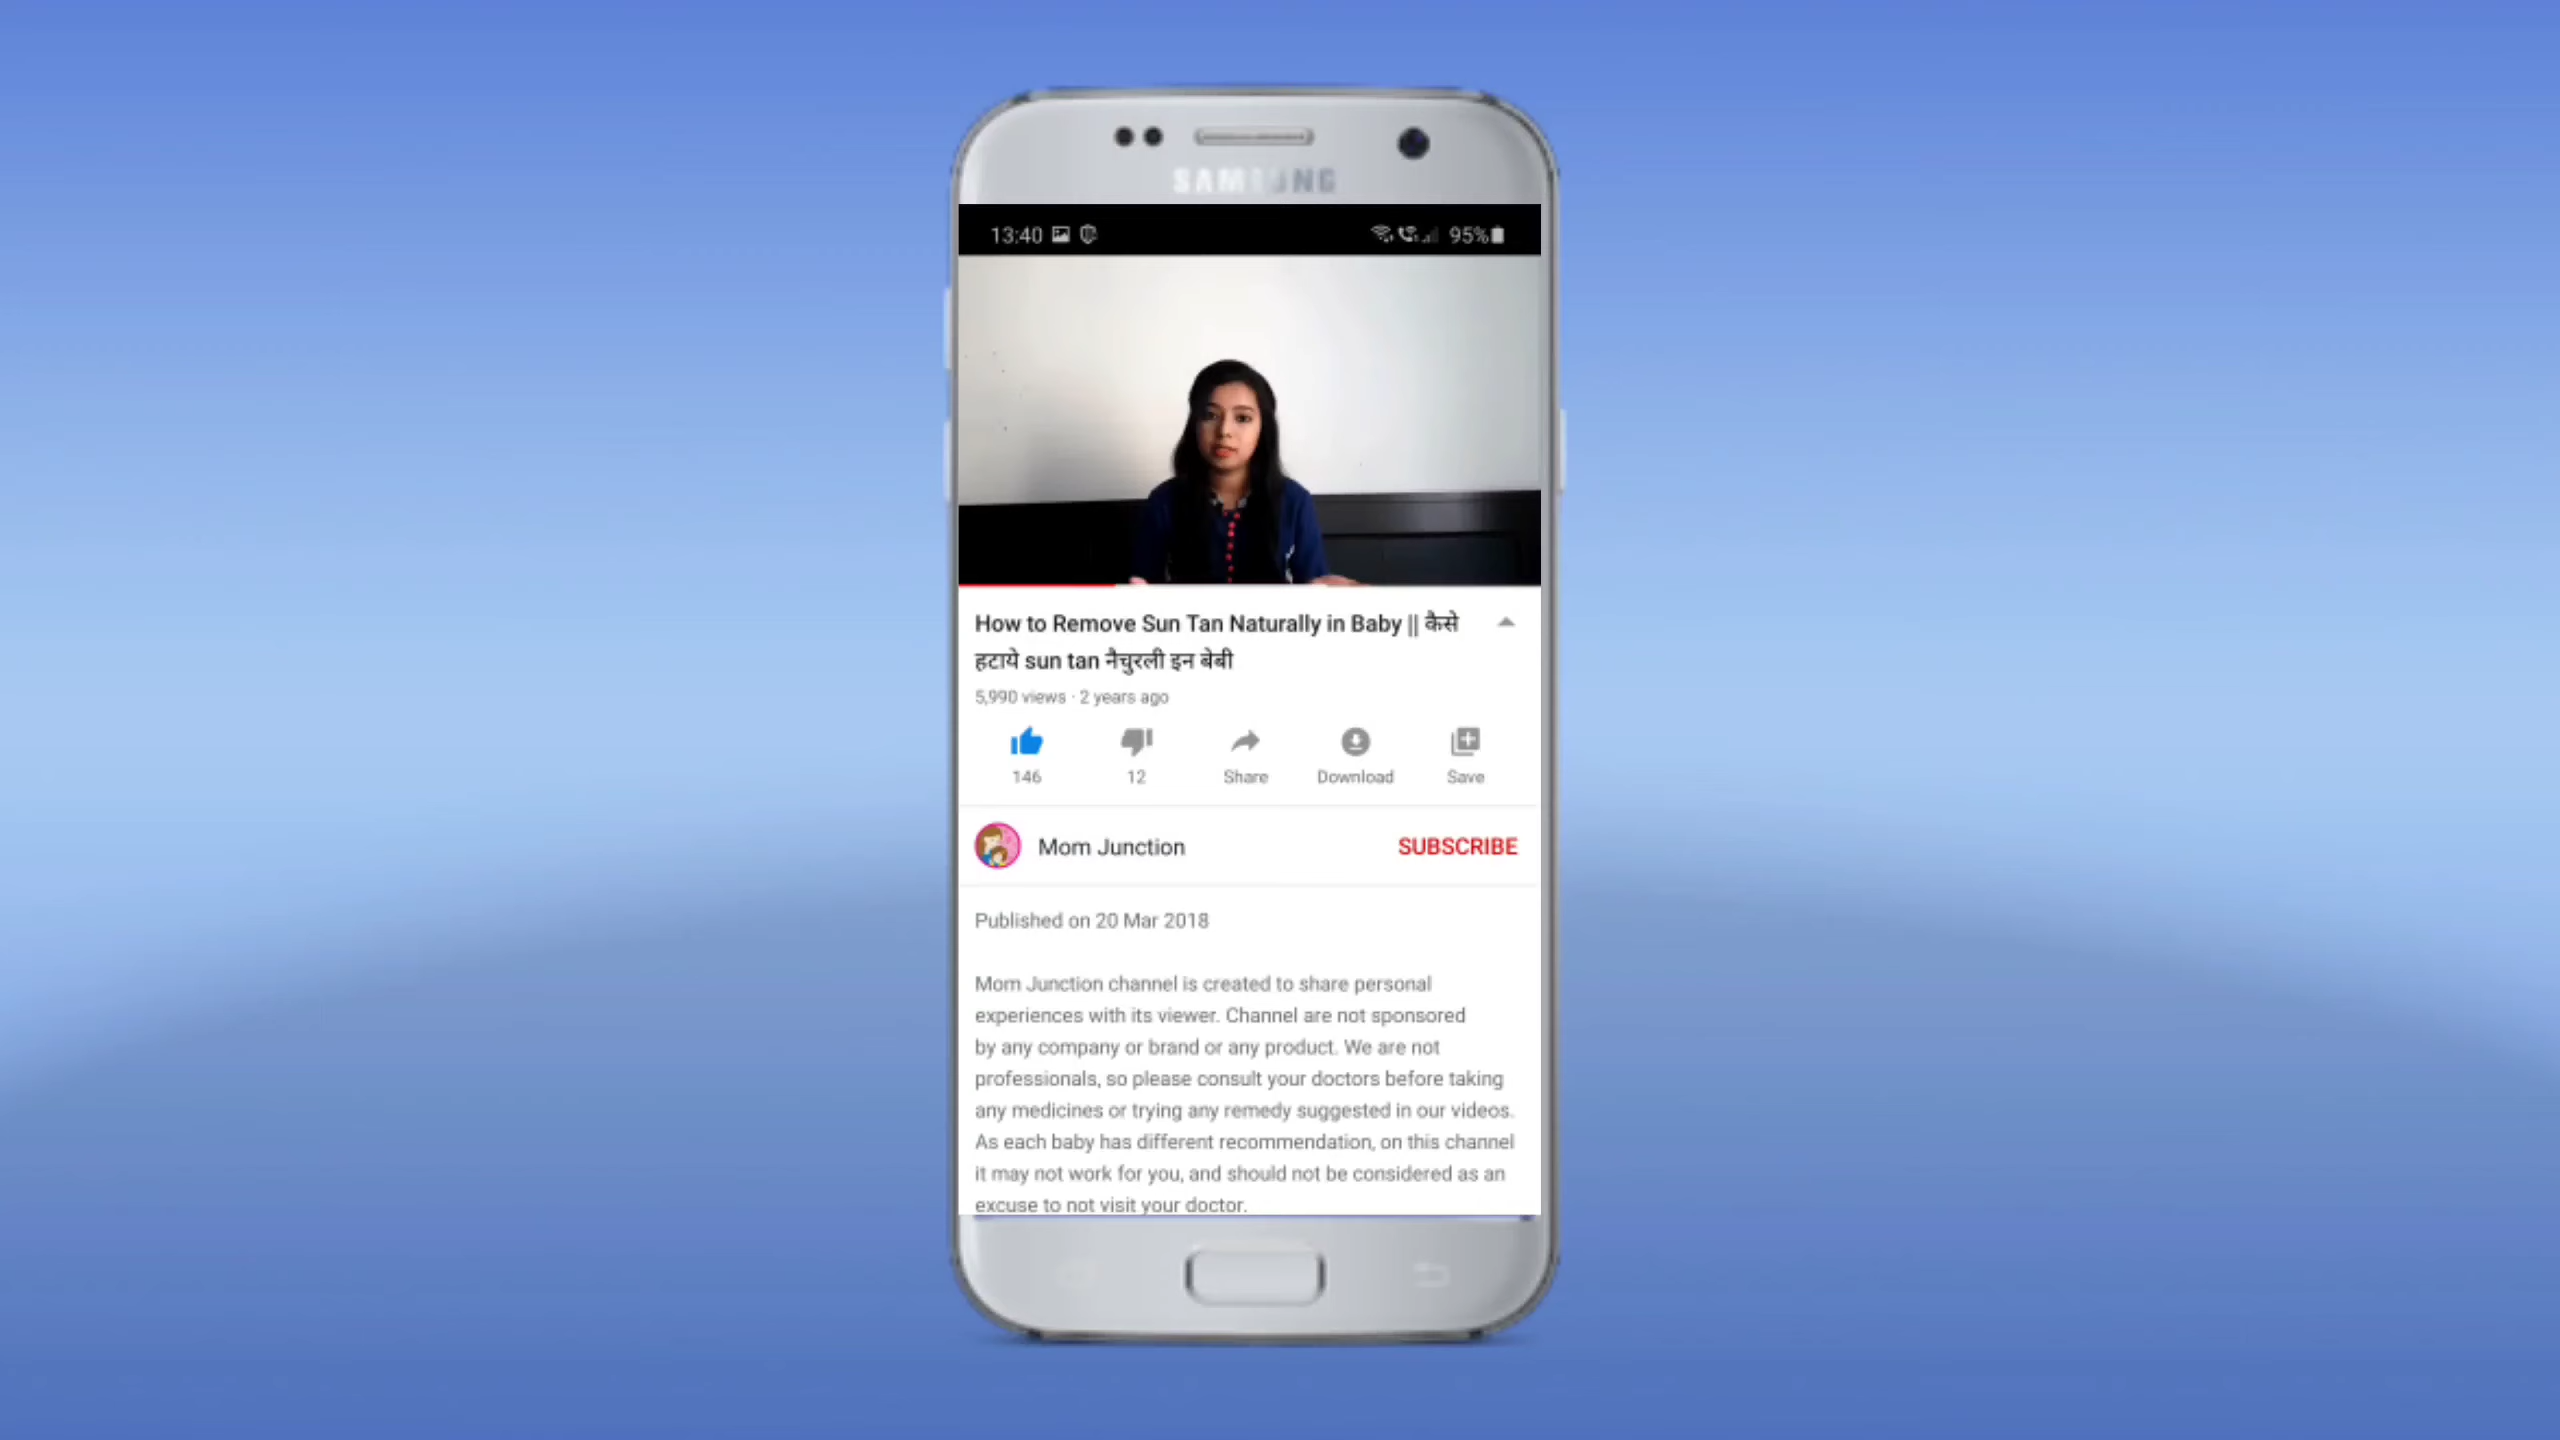 SAMSUNG
13:40 95%
How to Remove Sun Tan Naturally in Baby || कैसे
हटाये sun tan नैचुरली इन बेबी
5,990 views · 2 years ago
146 12 Share Download Save
Mom Junction SUBSCRIBE
Published on 20 Mar 2018
Mom Junction channel is created to share personal
experiences with its viewer. Channel are not sponsored
by any company or brand or any product. We are not
professionals, so please consult your doctors before taking
any medicines or trying any remedy suggested in our videos.
As each baby has different recommendation, on this channel
it may not work for you, and should not be considered as an
excuse to not visit your doctor.